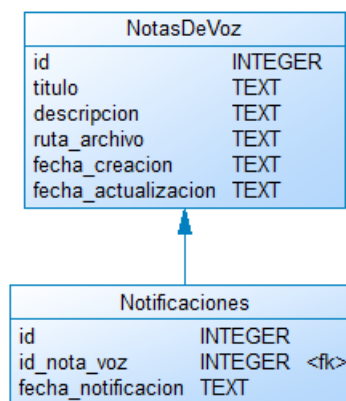 NotasDeVoz
id INTEGER
titulo TEXT
descripcion TEXT
ruta_archivo TEXT
fecha_creacion TEXT
fecha_actualizacion TEXT
Notificaciones
id INTEGER
id_nota_voz INTEGER <fk>
fecha_notificacion TEXT